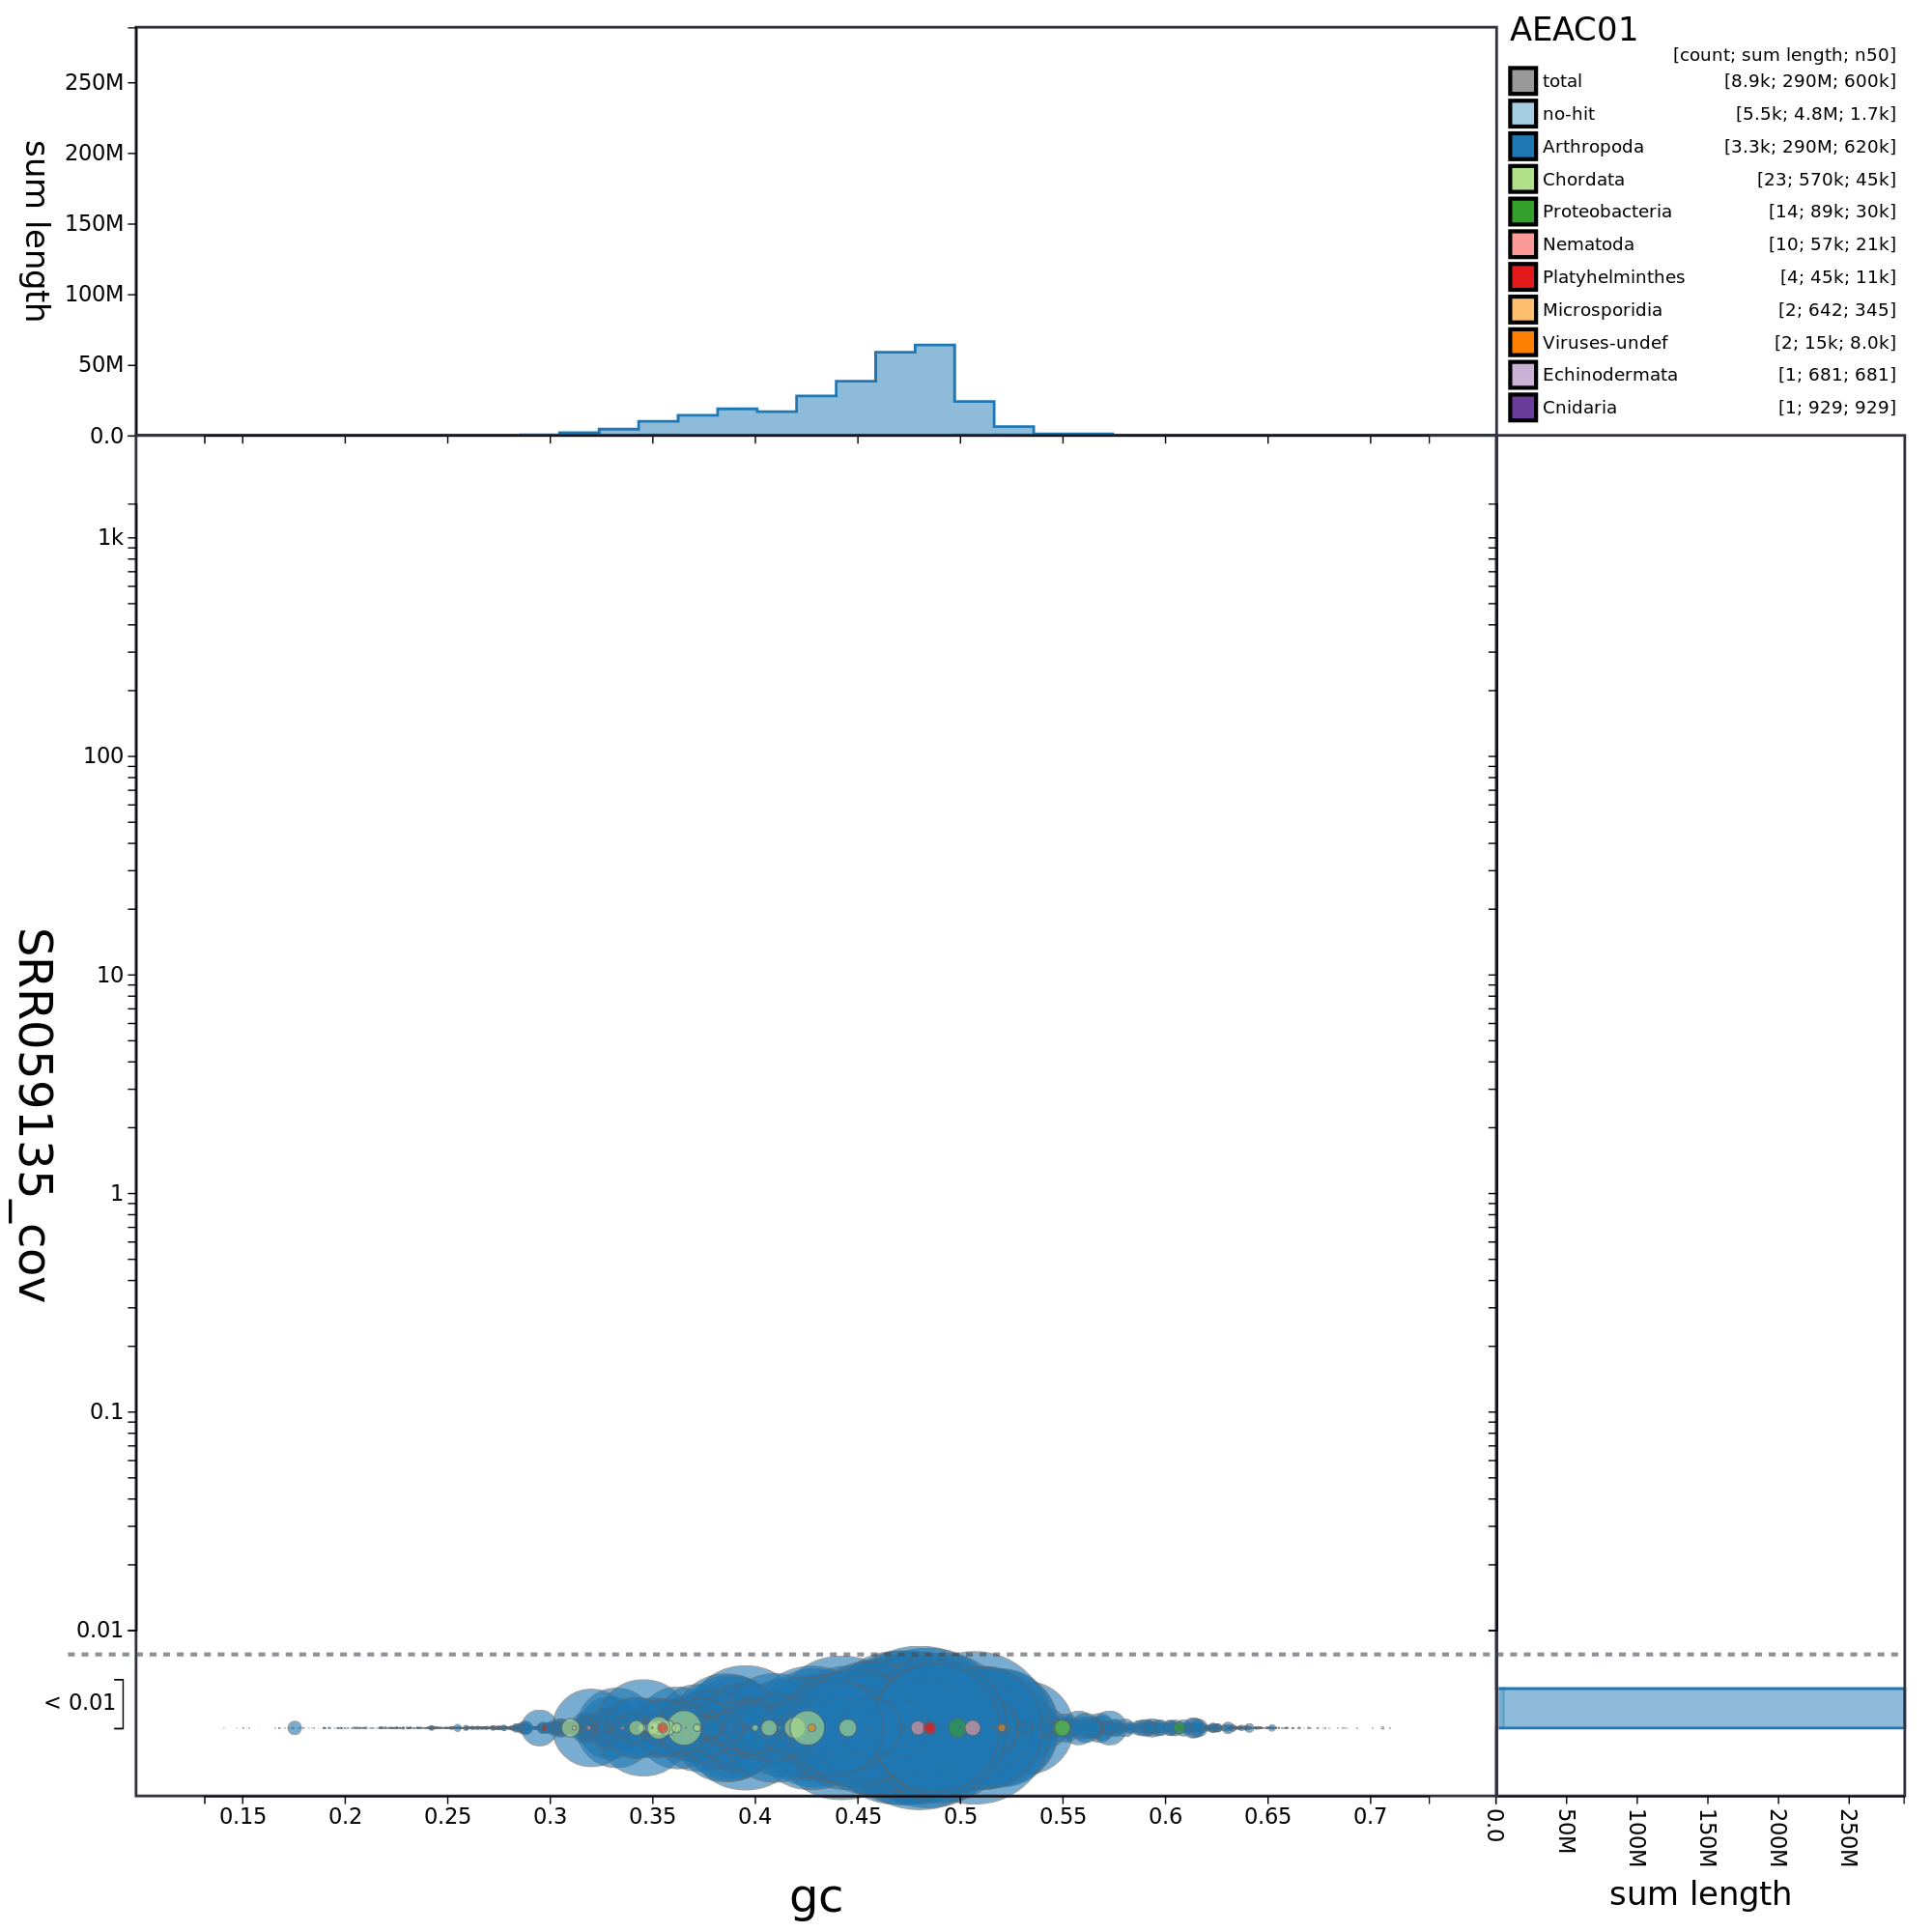 AEAC01
[count; sum length; n50]
total [8.9k; 290M; 600k]
no-hit [5.5k; 4.8M; 1.7k]
Arthropoda [3.3k; 290M; 620k]
Chordata [23; 570k; 45k]
Proteobacteria [14; 89k; 30k]
Nematoda [10; 57k; 21k]
Platyhelminthes [4; 45k; 11k]
Microsporidia [2; 642; 345]
Viruses-undef [2; 15k; 8.0k]
Echinodermata [1; 681; 681]
Cnidaria [1; 929; 929]
sum length
250M
200M
150M
100M
50M
0.0
SRR059135_cov
1k
100
10
1
0.1
0.01
< 0.01
0.15 0.2 0.25 0.3 0.35 0.4 0.45 0.5 0.55 0.6 0.65 0.7
gc
0.0 50M 100M 150M 200M 250M
sum length